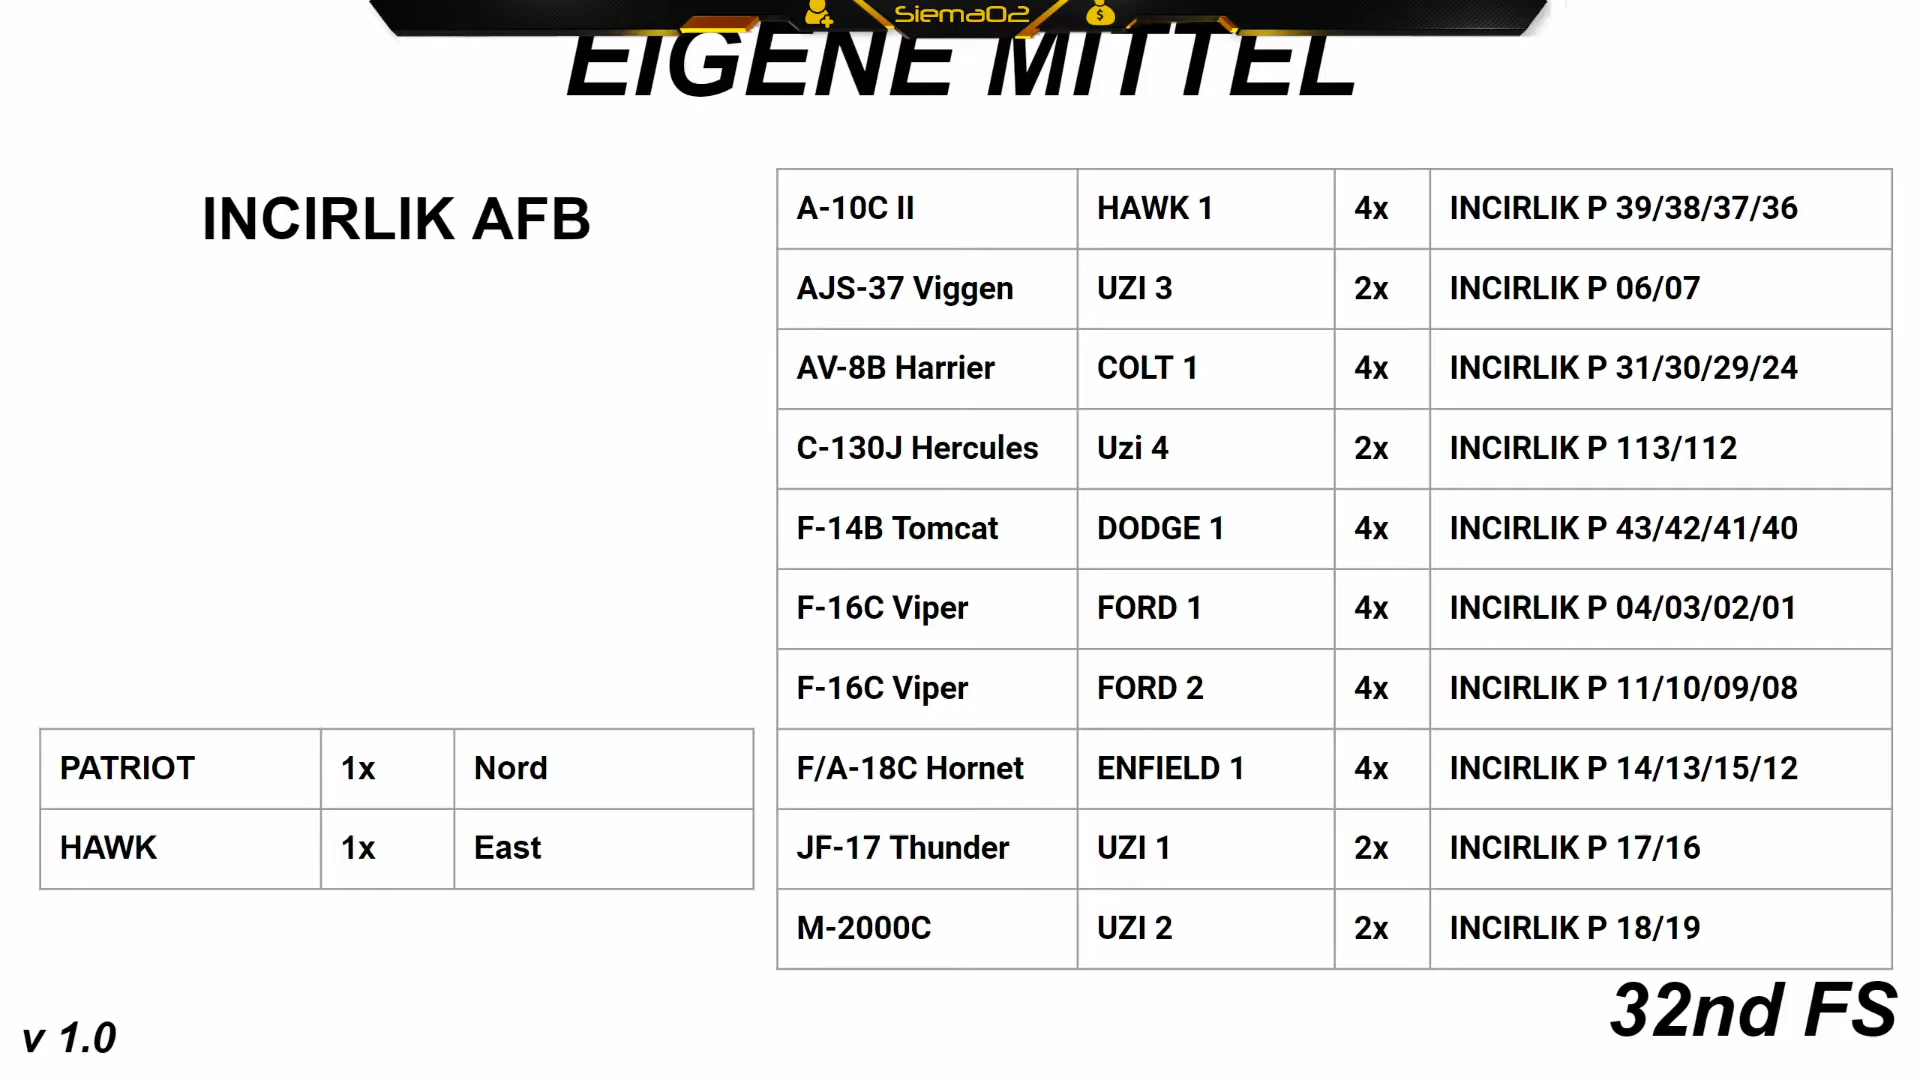 Siema02
EIGENE MITTEL
INCIRLIK AFB
A-10C II HAWK 1 4x INCIRLIK P 39/38/37/36
AJS-37 Viggen UZI 3 2x INCIRLIK P 06/07
AV-8B Harrier COLT 1 4x INCIRLIK P 31/30/29/24
C-130J Hercules Uzi 4 2x INCIRLIK P 113/112
F-14B Tomcat DODGE 1 4x INCIRLIK P 43/42/41/40
F-16C Viper FORD 1 4x INCIRLIK P 04/03/02/01
F-16C Viper FORD 2 4x INCIRLIK P 11/10/09/08
F/A-18C Hornet ENFIELD 1 4x INCIRLIK P 14/13/15/12
JF-17 Thunder UZI 1 2x INCIRLIK P 17/16
M-2000C UZI 2 2x INCIRLIK P 18/19
PATRIOT 1x Nord
HAWK 1x East
v 1.0
32nd FS